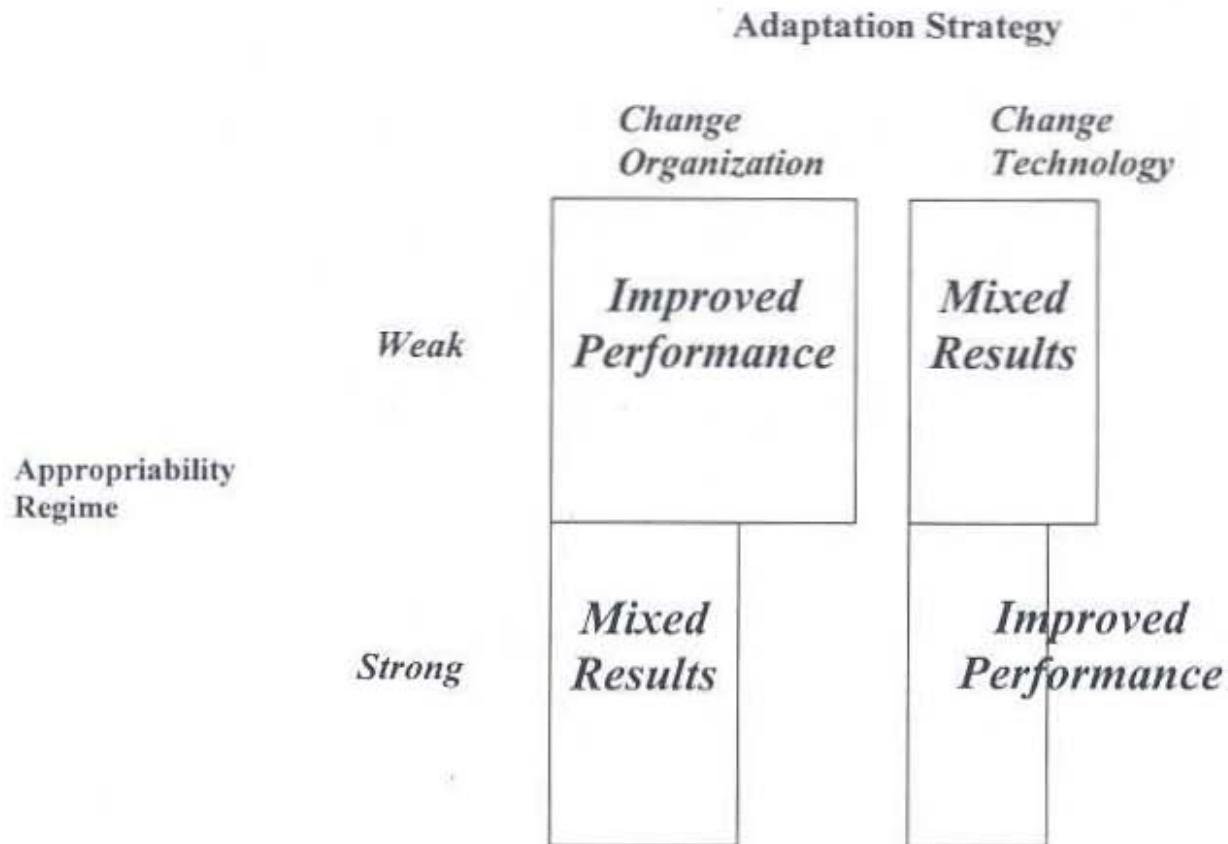 Adaptation Strategy
Change
Organization
Change
Technology
Weak
Improved
Performance
Mixed
Results
Appropriability
Regime
Strong
Mixed
Results
Improved
Performance